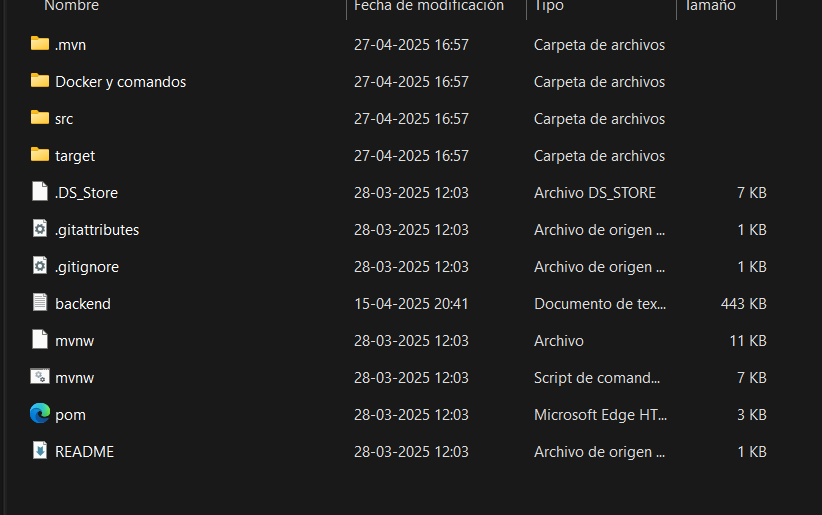 Nombre Fecha de modificación Tipo Tamaño
.mvn 27-04-2025 16:57 Carpeta de archivos
Docker y comandos 27-04-2025 16:57 Carpeta de archivos
src 27-04-2025 16:57 Carpeta de archivos
target 27-04-2025 16:57 Carpeta de archivos
.DS_Store 28-03-2025 12:03 Archivo DS_STORE 7 KB
.gitattributes 28-03-2025 12:03 Archivo de origen ... 1 KB
.gitignore 28-03-2025 12:03 Archivo de origen ... 1 KB
backend 15-04-2025 20:41 Documento de tex... 443 KB
mvnw 28-03-2025 12:03 Archivo 11 KB
mvnw 28-03-2025 12:03 Script de comand... 7 KB
pom 28-03-2025 12:03 Microsoft Edge HT... 3 KB
README 28-03-2025 12:03 Archivo de origen ... 1 KB